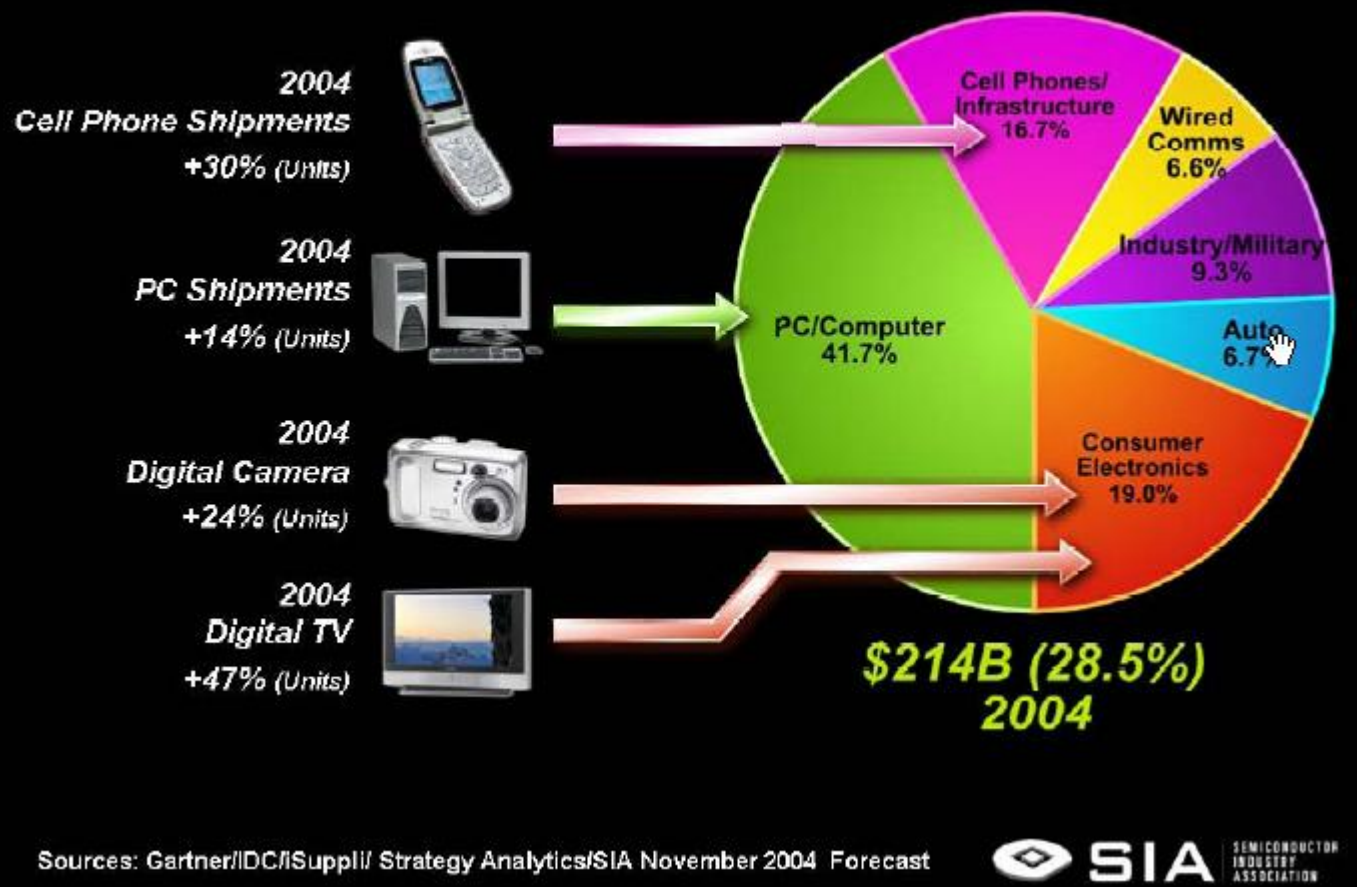 2004
Cell Phone Shipments
+30% (Units)
2004
PC Shipments
+14% (Units)
2004
Digital Camera
+24% (Units)
2004
Digital TV
+47% (Units)
Cell Phones/
Infrastructure
16.7%
Wired
Comms
6.6%
Industry/Military
9.3%
Auto
6.7%
PC/Computer
41.7%
Consumer
Electronics
19.0%
$214B (28.5%)
2004
Sources: Gartner/IDC/iSuppli/ Strategy Analytics/SIA November 2004 Forecast
SIA
SEMICONDUCTOR
INDUSTRY
ASSOCIATION